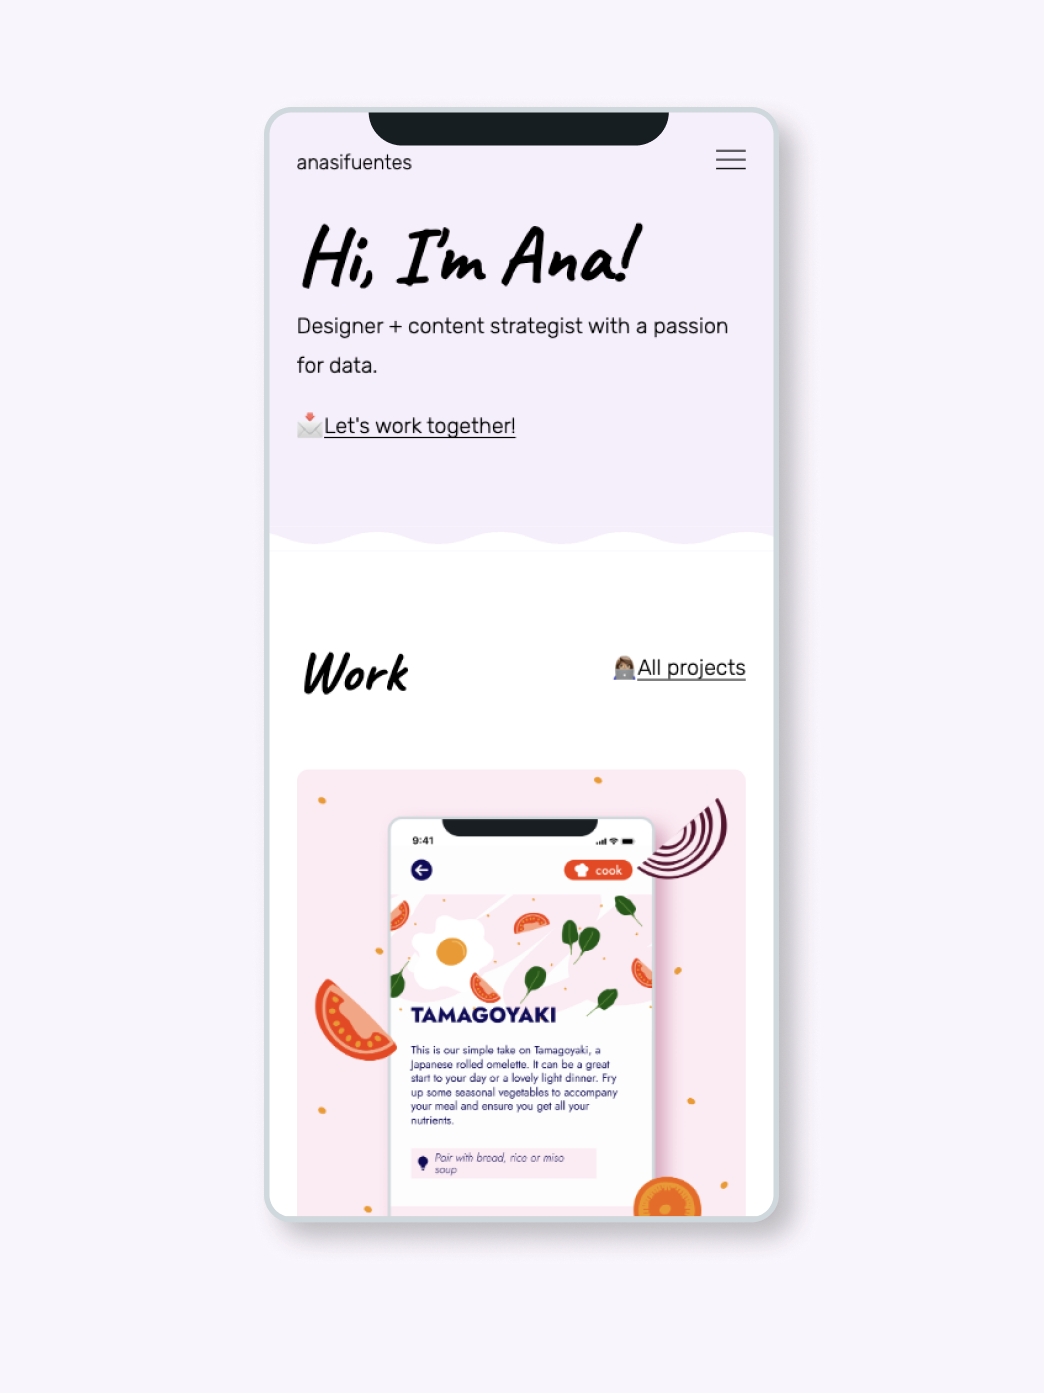 anasifuentes
Hi, I'm Ana!
Designer + content strategist with a passion
for data.
📩Let's work together!
Work
👩🏽‍💻All projects
9:41
cook
TAMAGOYAKI
This is our simple take on Tamagoyaki, a
Japanese rolled omelette. It can be a great
start to your day or a lovely light dinner. Fry
up some seasonal vegetables to accompany
your meal and ensure you get all your
nutrients.
Pair with bread, rice or miso
soup